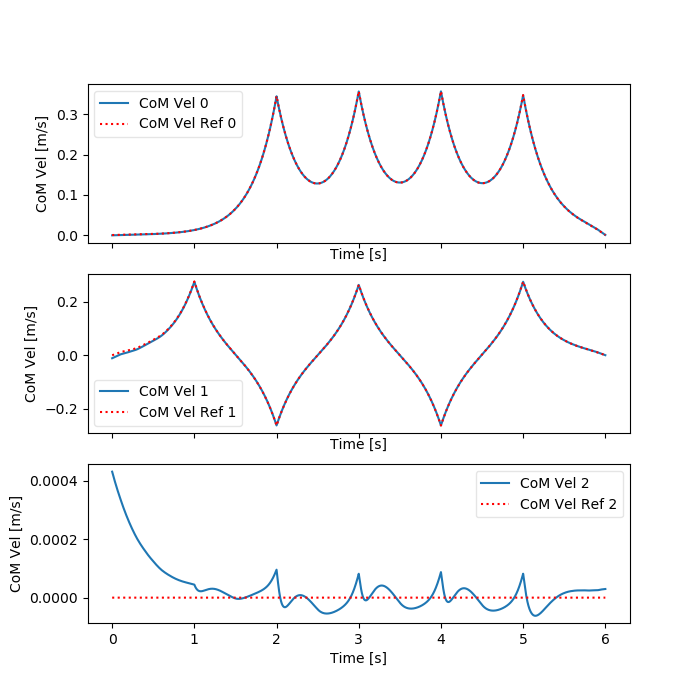 CoM Vel [m/s]
0.3
0.2
0.1
0.0
CoM Vel 0
CoM Vel Ref 0
Time [s]
CoM Vel [m/s]
0.2
0.0
−0.2
CoM Vel 1
CoM Vel Ref 1
Time [s]
CoM Vel [m/s]
0.0004
0.0002
0.0000
CoM Vel 2
CoM Vel Ref 2
0 1 2 3 4 5 6
Time [s]